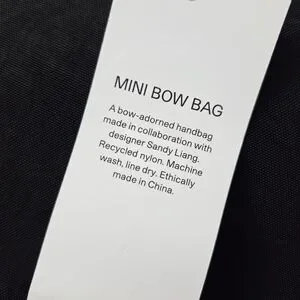 MINI BOW BAG
A bow-adorned handbag
made in collaboration with
designer Sandy Liang.
Recycled nylon. Machine
wash, line dry. Ethically
made in China.